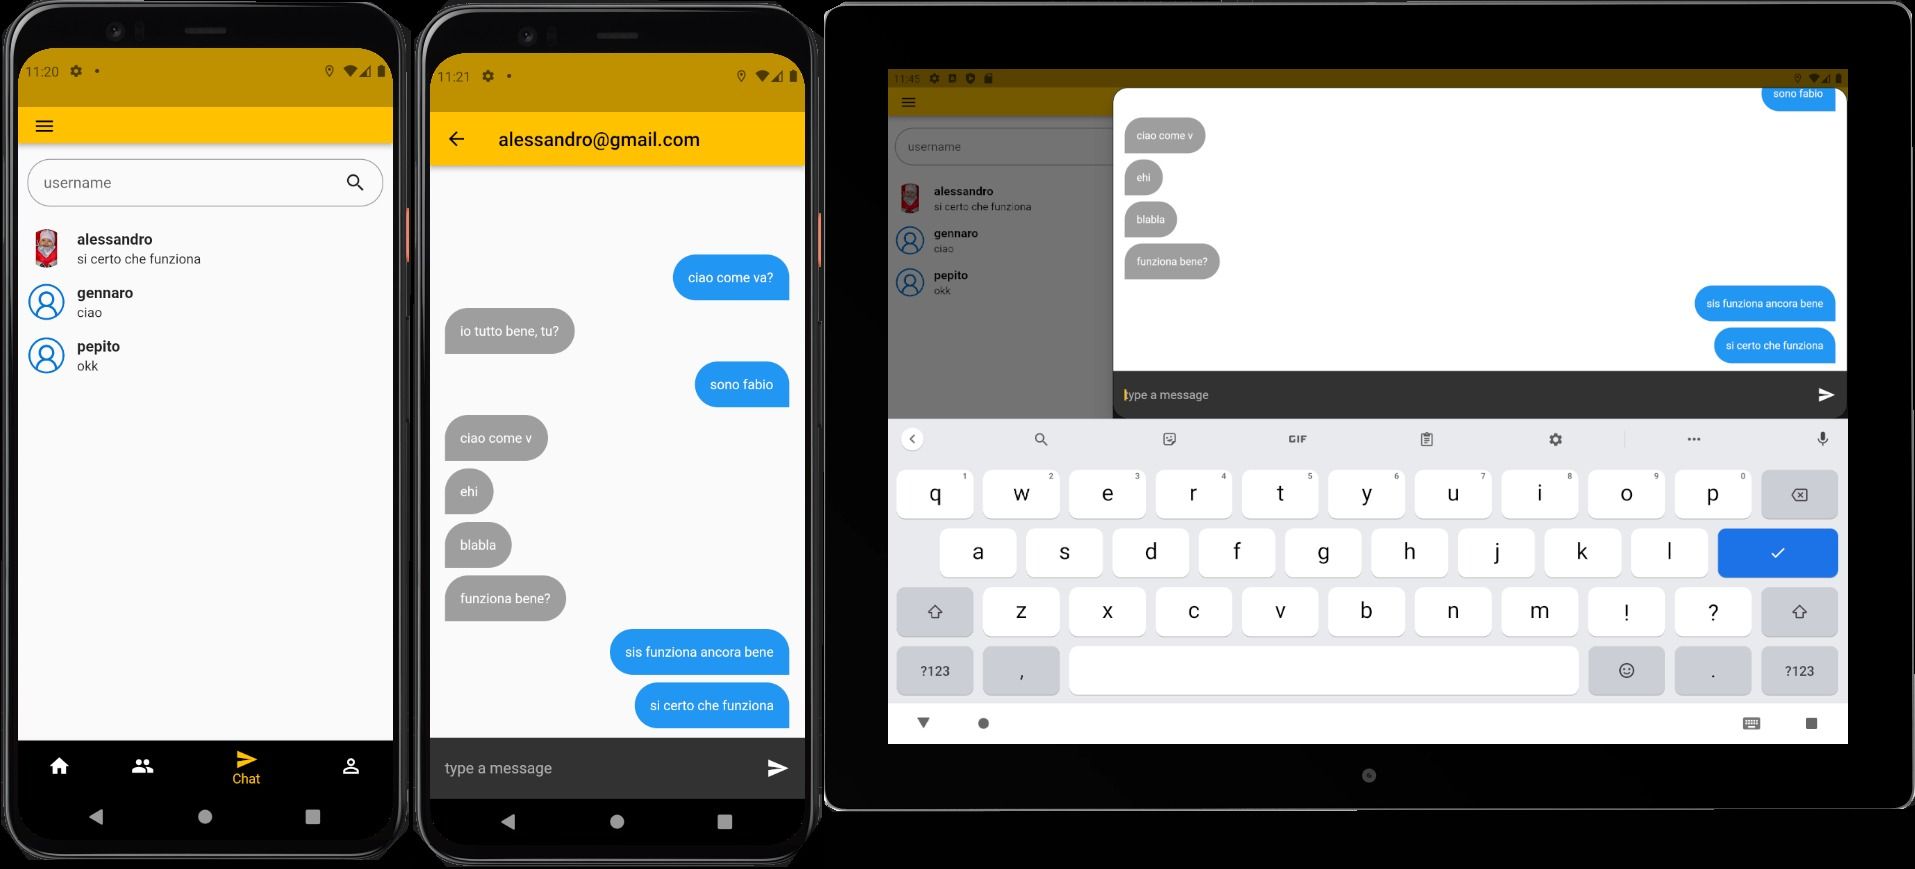 11:20
username
alessandro
si certo che funziona
gennaro
ciao
pepito
okk
Chat
11:21
alessandro@gmail.com
ciao come va?
io tutto bene, tu?
sono fabio
ciao come v
ehi
blabla
funziona bene?
sis funziona ancora bene
si certo che funziona
type a message
11:45
username
alessandro
si certo che funziona
gennaro
ciao
pepito
okk
sono fabio
ciao come v
ehi
blabla
funziona bene?
sis funziona ancora bene
si certo che funziona
type a message
GIF
q 1 w 2 e 3 r 4 t 5 y 6 u 7 i 8 o 9 p 0
a s d f g h j k l
z x c v b n m ! ?
?123 , . ?123